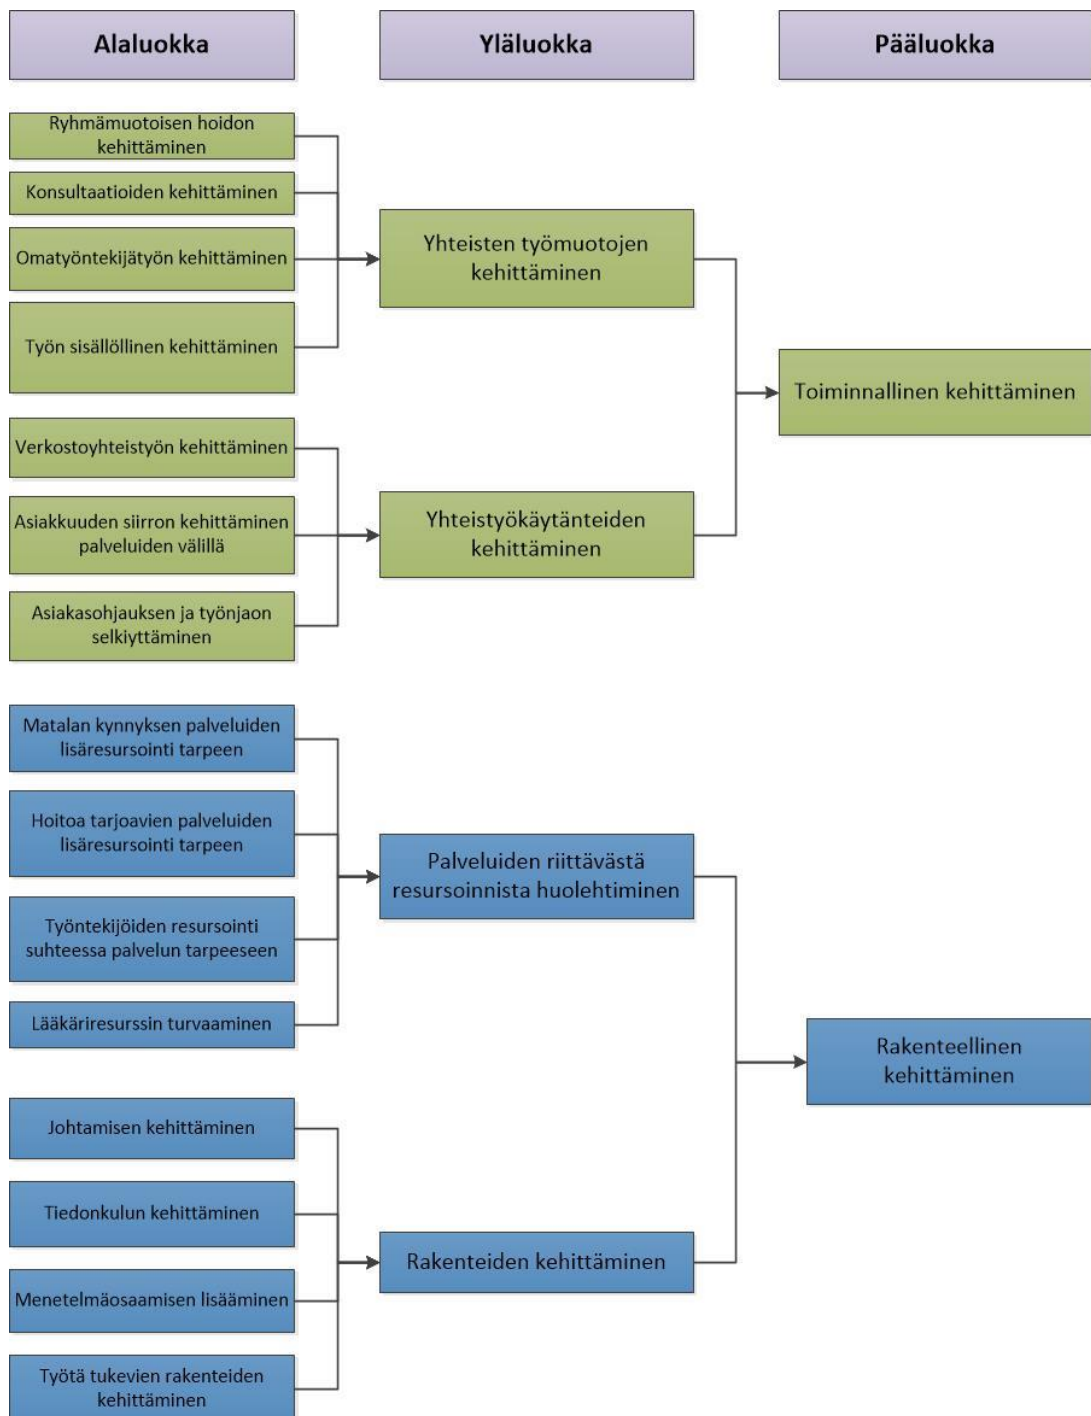 Alaluokka
Yläluokka
Pääluokka
Ryhmämuotoisen hoidon
kehittäminen
Konsultaatioiden kehittäminen
Omatyöntekijätyön kehittäminen
Työn sisällöllinen kehittäminen
Yhteisten työmuotojen
kehittäminen
Verkostoyhteistyön kehittäminen
Asiakkuuden siirron kehittäminen
palveluiden välillä
Asiakasohjauksen ja työnjaon
selkiyttäminen
Yhteistyökäytänteiden
kehittäminen
Toiminnallinen kehittäminen
Matalan kynnyksen palveluiden
lisäresursointi tarpeen
Hoitoa tarjoavien palveluiden
lisäresursointi tarpeen
Työntekijöiden resursointi
suhteessa palvelun tarpeeseen
Lääkäriresurssin turvaaminen
Palveluiden riittävästä
resursoinnista huolehtiminen
Johtamisen kehittäminen
Tiedonkulun kehittäminen
Menetelmäosaamisen lisääminen
Työtä tukevien rakenteiden
kehittäminen
Rakenteiden kehittäminen
Rakenteellinen
kehittäminen